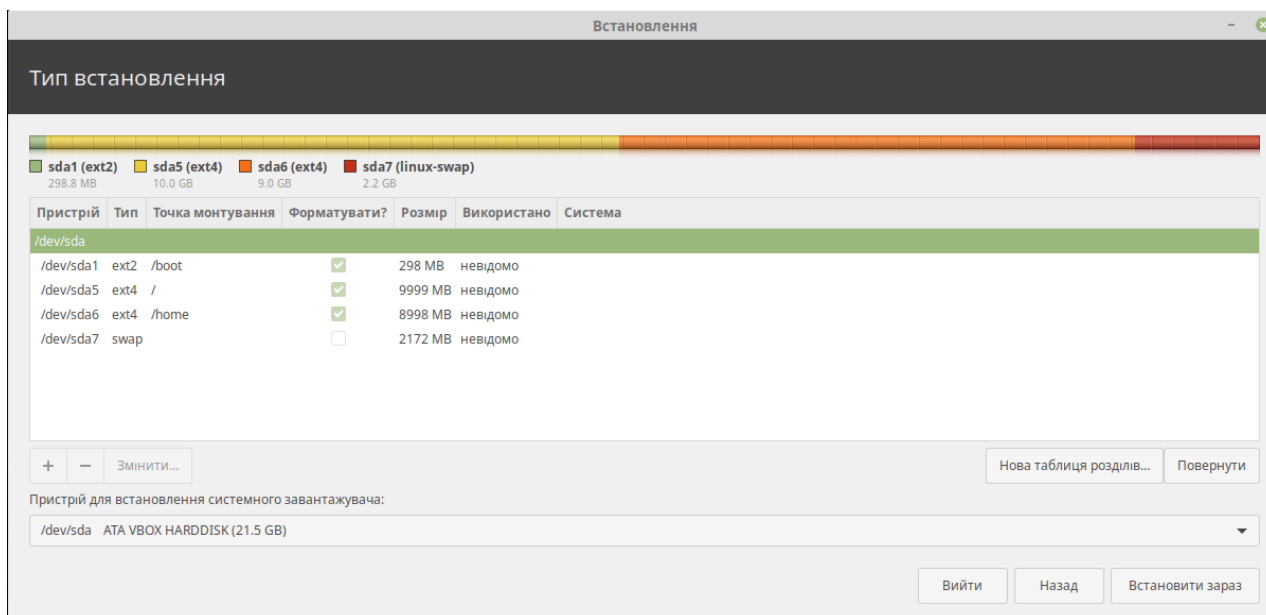 Встановлення
Тип встановлення
sda1 (ext2) sda5 (ext4) sda6 (ext4) sda7 (linux-swap)
298.8 MB 10.0 GB 9.0 GB 2.2 GB
Пристрій Тип Точка монтування Форматувати? Розмір Використано Система
/dev/sda
/dev/sda1 ext2 /boot 298 MB невідомо
/dev/sda5 ext4 / 9999 MB невідомо
/dev/sda6 ext4 /home 8998 MB невідомо
/dev/sda7 swap 2172 MB невідомо
+ − Змінити... Нова таблиця розділів... Повернути
Пристрій для встановлення системного завантажувача:
/dev/sda ATA VBOX HARDDISK (21.5 GB)
Вийти Назад Встановити зараз